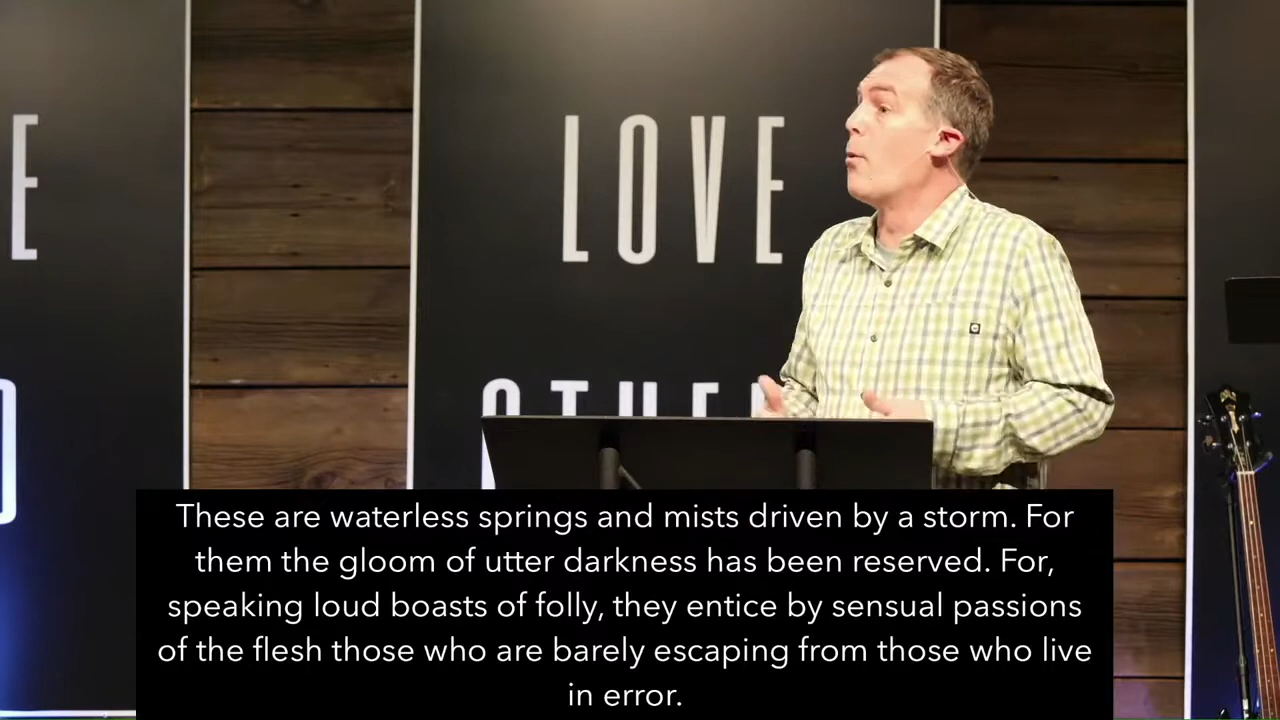 E
LOVE
OTHE
These are waterless springs and mists driven by a storm. For
them the gloom of utter darkness has been reserved. For,
speaking loud boasts of folly, they entice by sensual passions
of the flesh those who are barely escaping from those who live
in error.